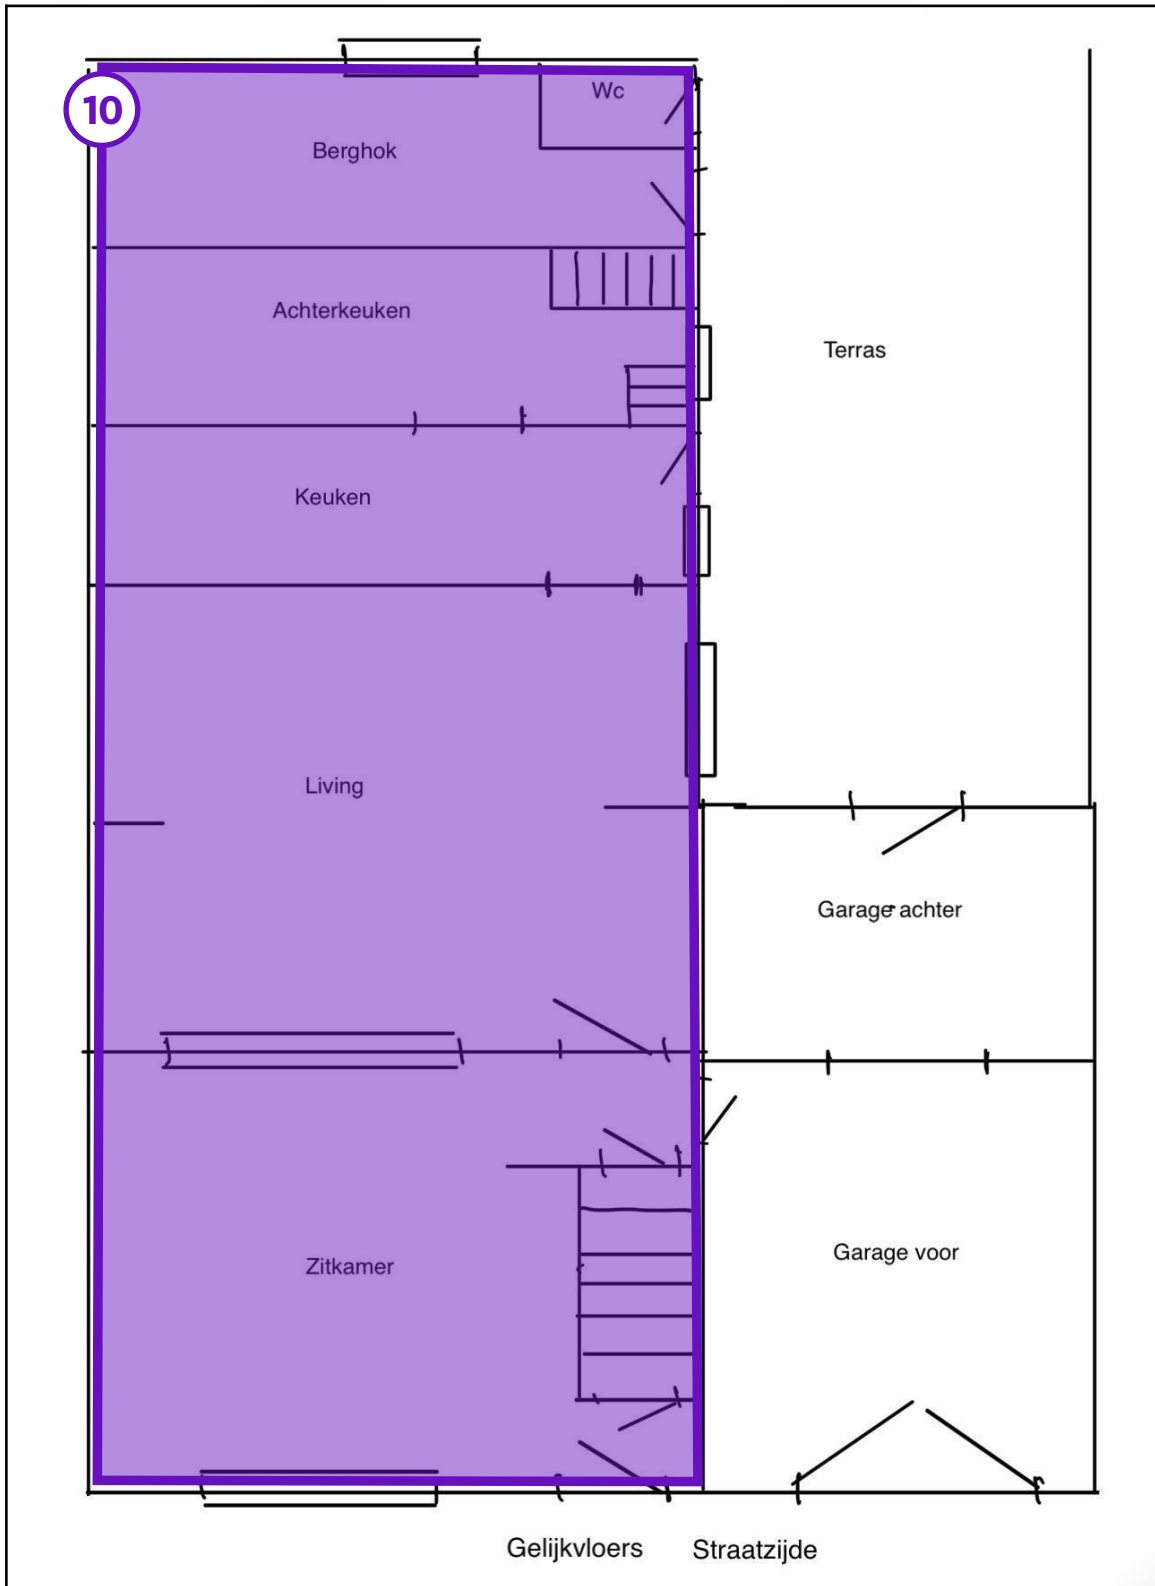 10
Wc
Berghok
Achterkeuken
Terras
Keuken
Living
Garage achter
Garage voor
Zitkamer
Gelijkvloers Straatzijde